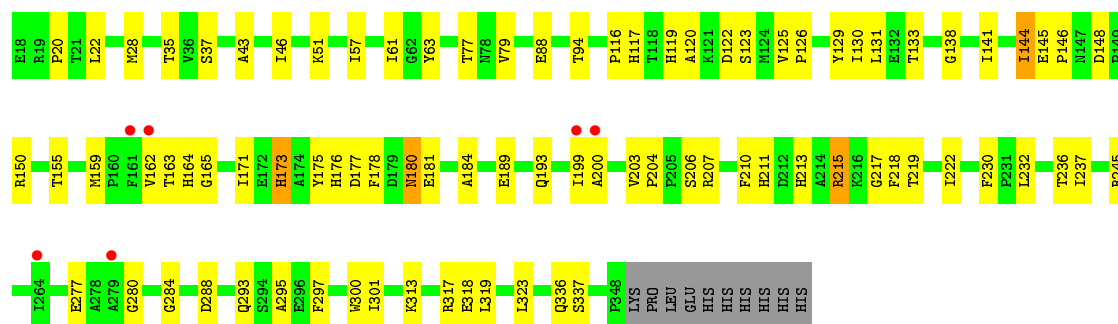 E18 R19 P20 T21 L22 M28 T35 V36 S37 A43 I46 K51 I57 I61 G62 Y63 T77 N78 V79 E88 T94 P116 H117 T118 H119 A120 K121 D122 S123 M124 V125 P126 Y129 I130 L131 E132 T133 G138 I141 I144 E145 P146 N147 D148 P149
R150 T155 M159 P160 F161 V162 T163 H164 G165 I171 E172 H173 A174 Y175 H176 D177 F178 D179 N180 E181 A184 E189 Q193 I199 A200 V203 P204 P205 S206 R207 F210 H211 D212 H213 A214 R215 K216 G217 F218 T219 I222 F230 P231 L232 T236 I237
I264 E277 A278 A279 G280 G284 D288 Q293 S294 A295 E296 F297 W300 I301 K313 R317 E318 L319 L323 Q336 S337 P348 LYS PRO LEU GLU HIS HIS HIS HIS HIS HIS